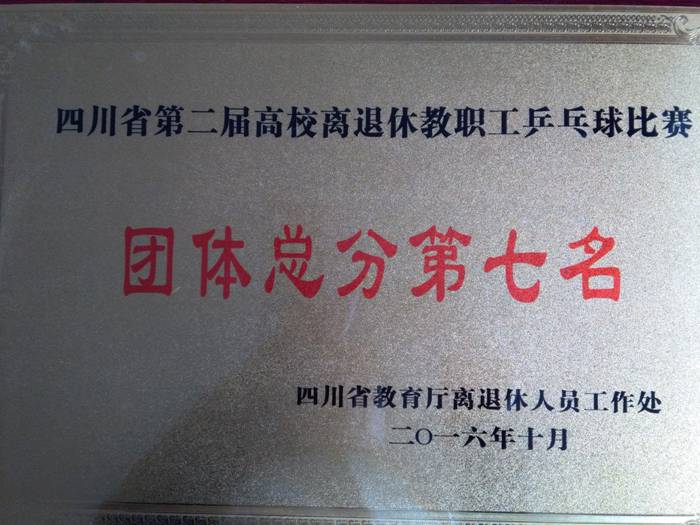 四川省第二届高校离退休教职工乒乓球比赛
团体总分第七名
四川省教育厅离退休人员工作处
二〇一六年十月